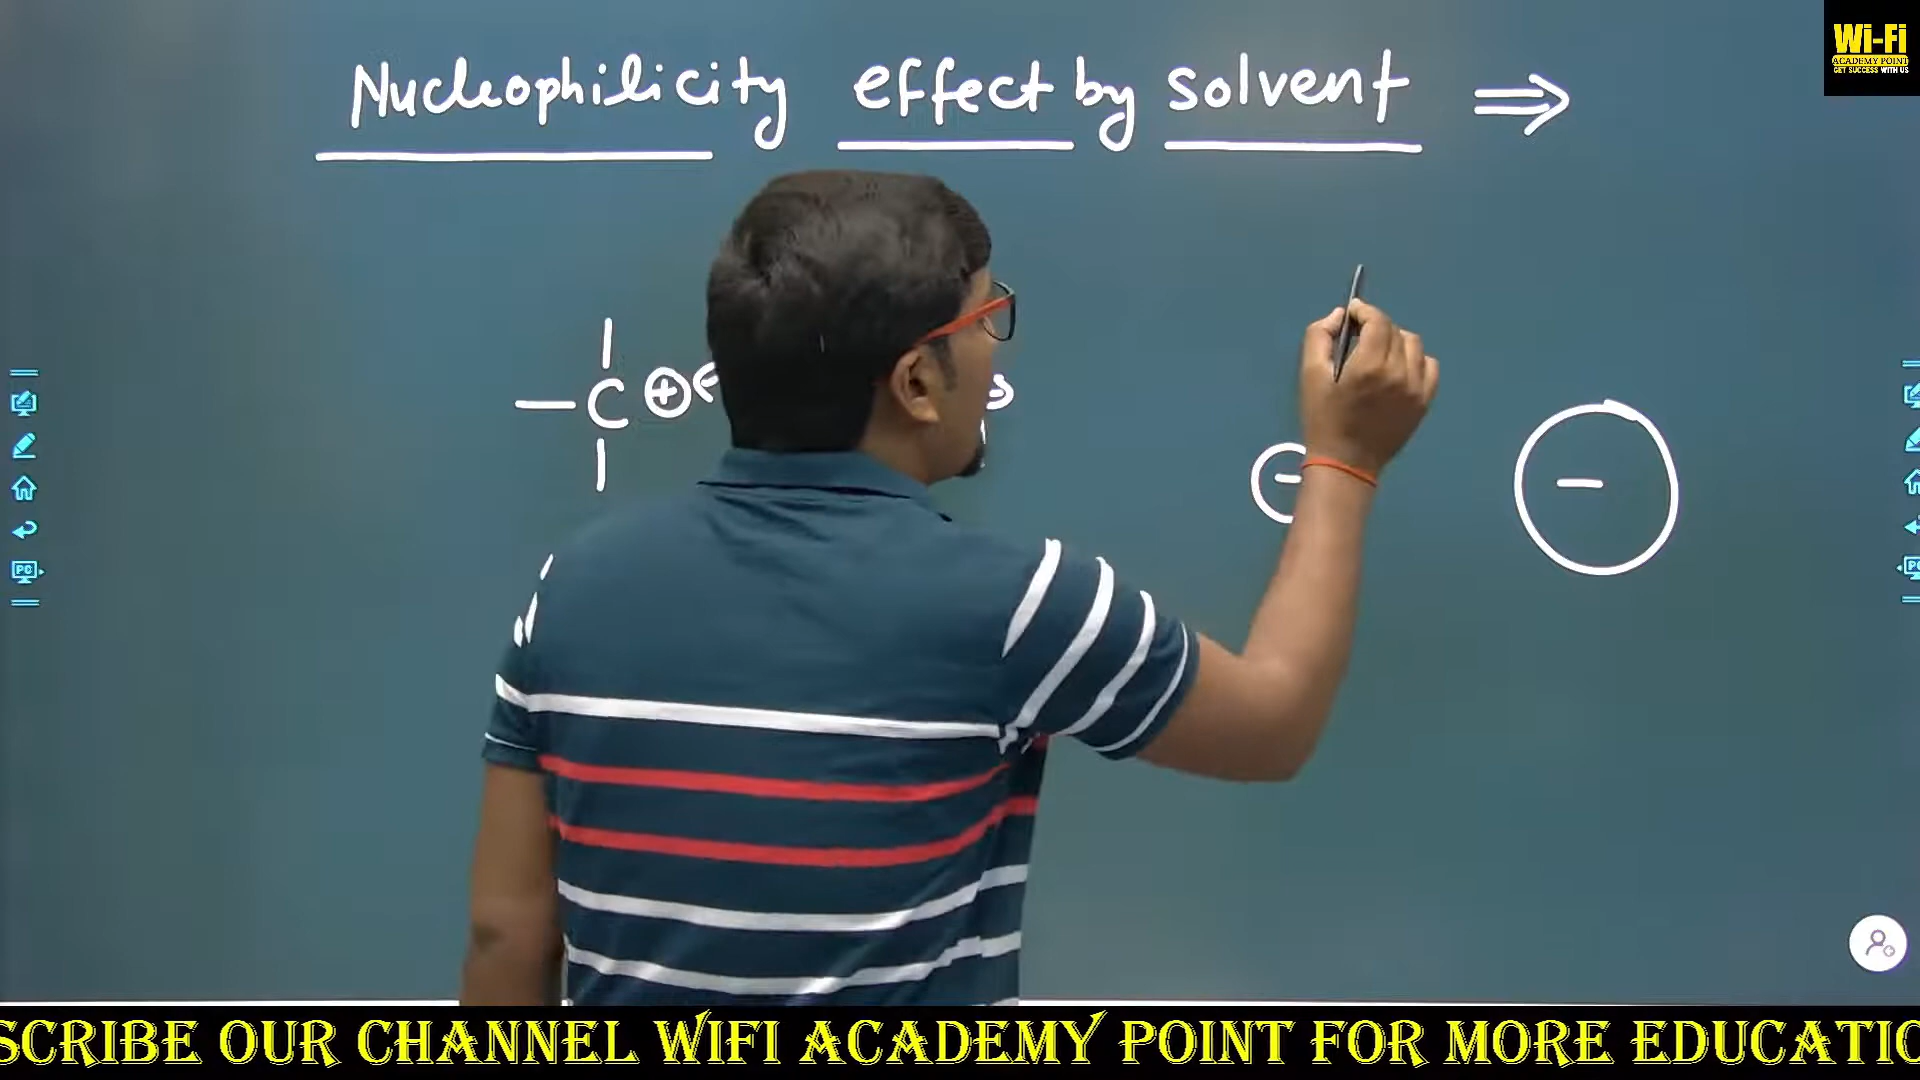 Nucleophilicity effect by solvent ⇒
Wi-Fi
ACADEMY POINT
GET SUCCESS WITH US
C ⊕
⊖
−
PC
SCRIBE OUR CHANNEL WIFI ACADEMY POINT FOR MORE EDUCATIO